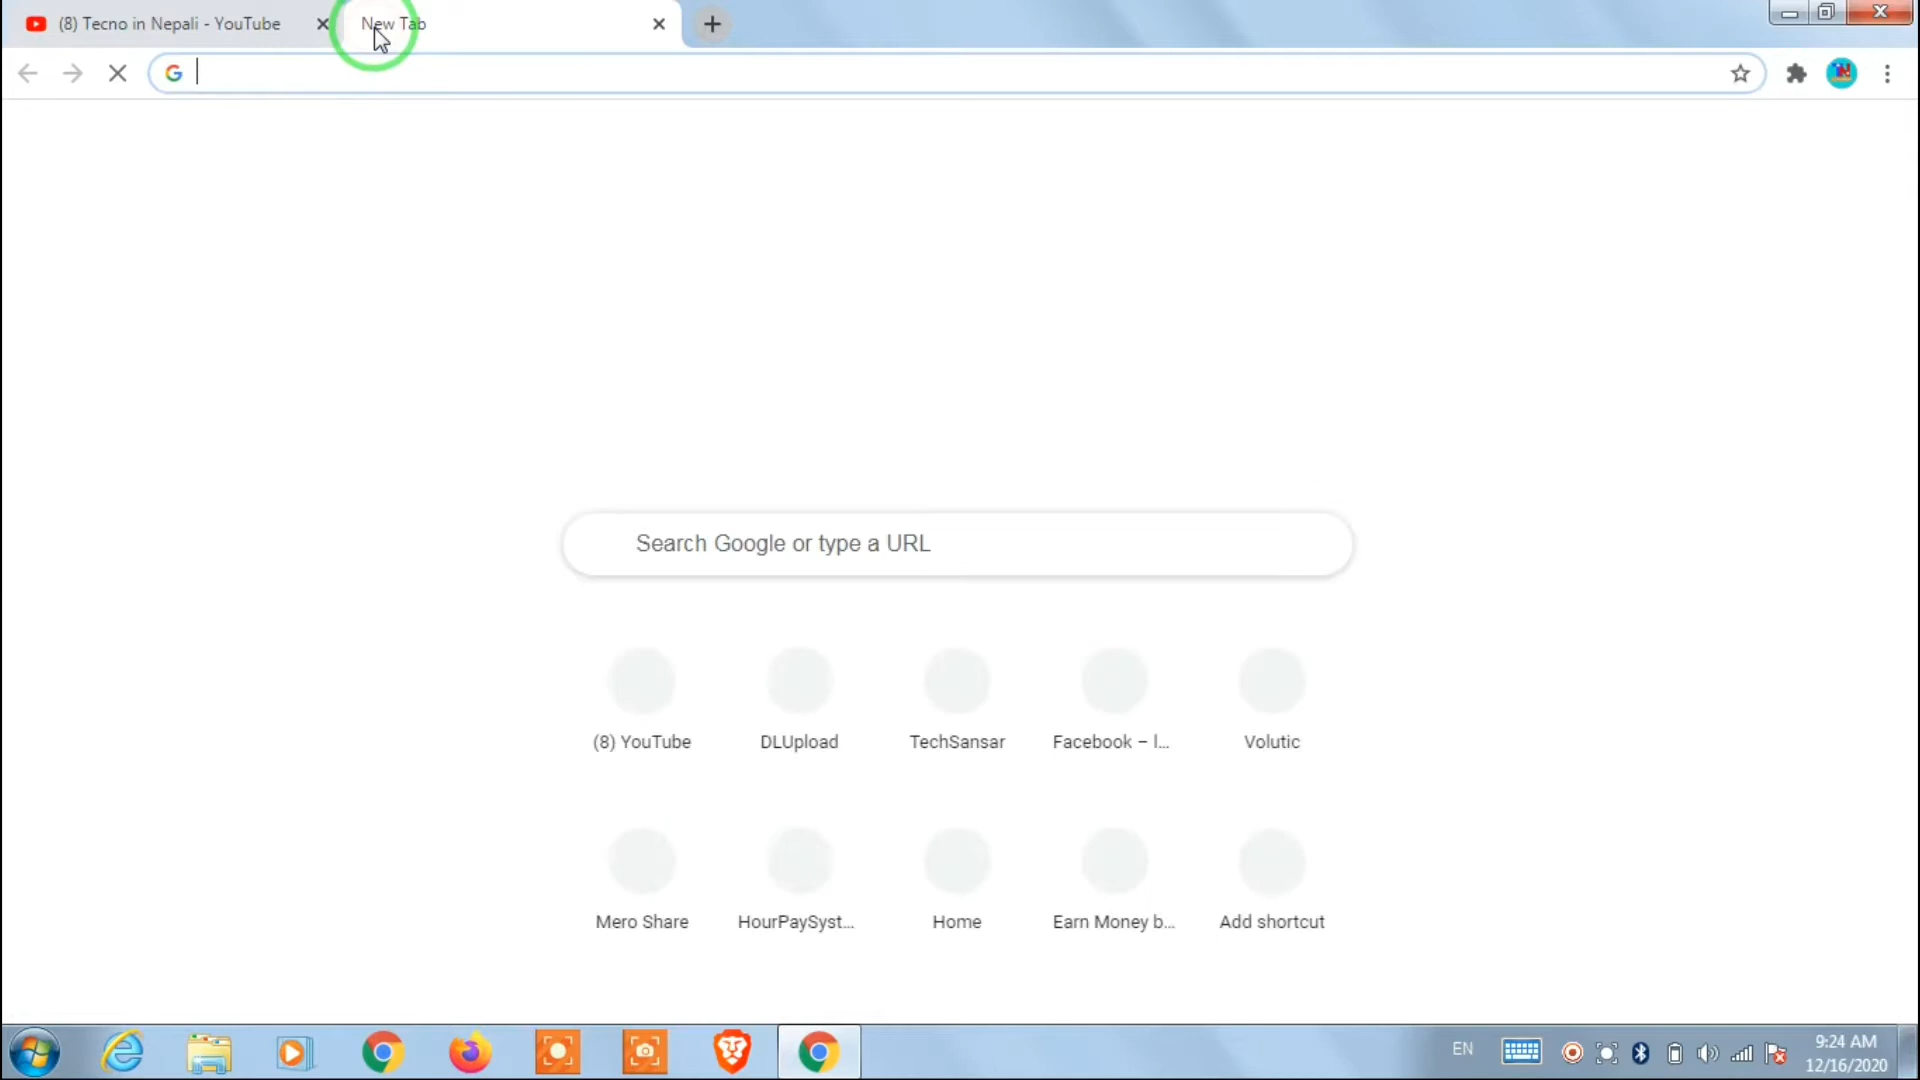 (8) Tecno in Nepali - YouTube
New Tab
Search Google or type a URL
(8) YouTube
DLUpload
TechSansar
Facebook – l...
Volutic
Mero Share
HourPaySyst...
Home
Earn Money b...
Add shortcut
EN
9:24 AM
12/16/2020